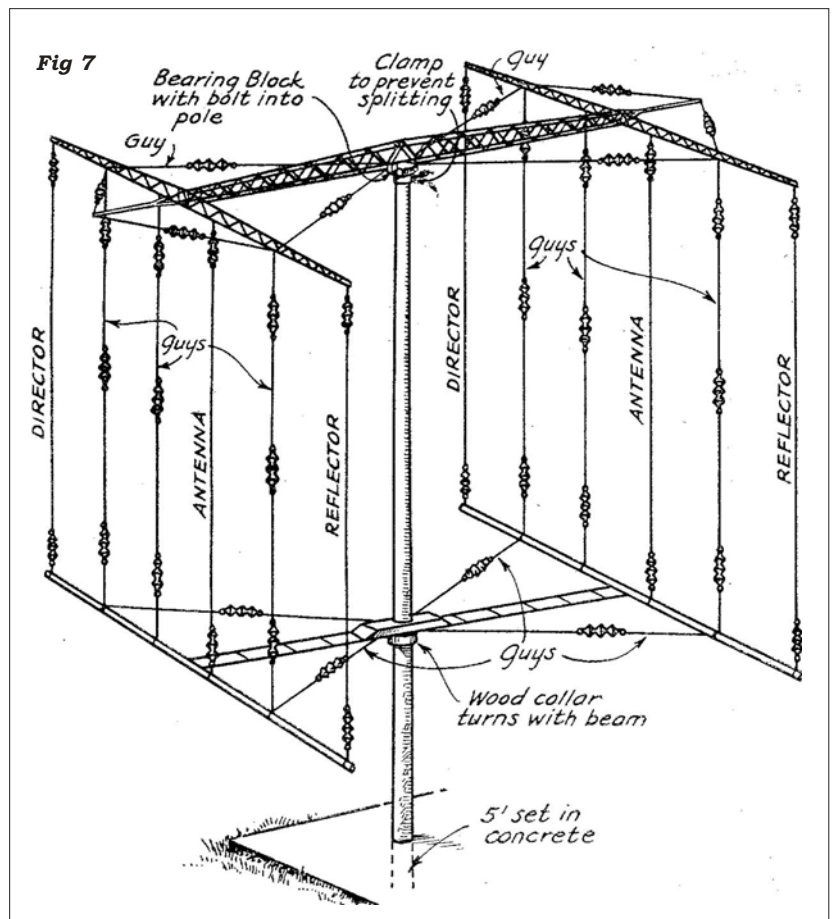 Fig 7
Bearing Block
with bolt into
pole
Clamp
to prevent
splitting
guy
Guy
guys
guys
DIRECTOR
ANTENNA
REFLECTOR
DIRECTOR
ANTENNA
REFLECTOR
guys
Wood collar
turns with beam
5' set in
concrete